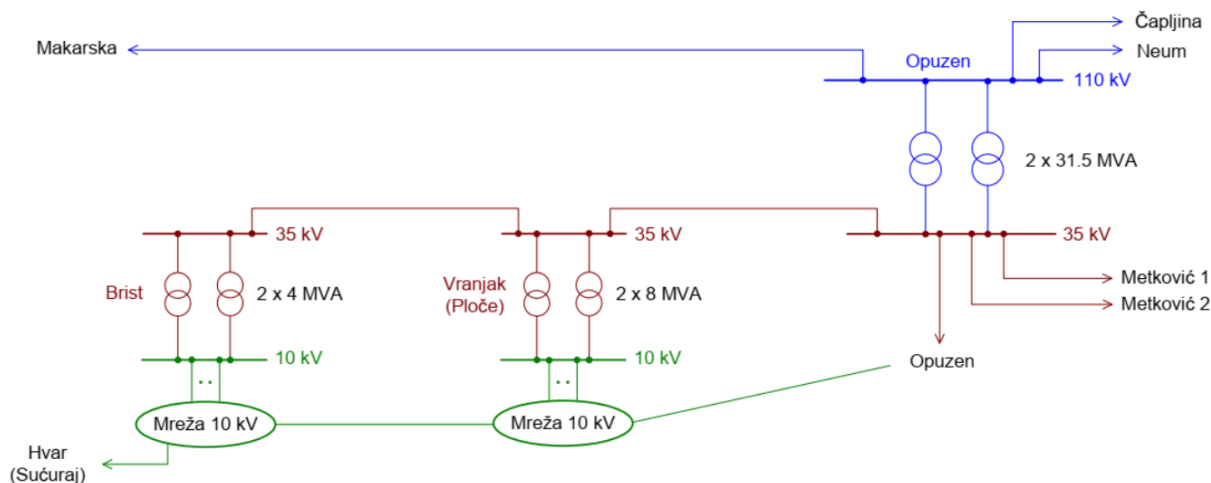 Čapljina
Makarska
Neum
Opuzen
110 kV
2 x 31.5 MVA
35 kV
35 kV
35 kV
Brist
2 x 4 MVA
Vranjak
(Ploče)
2 x 8 MVA
Metković 1
Metković 2
10 kV
10 kV
Opuzen
Mreža 10 kV
Mreža 10 kV
Hvar
(Sućuraj)